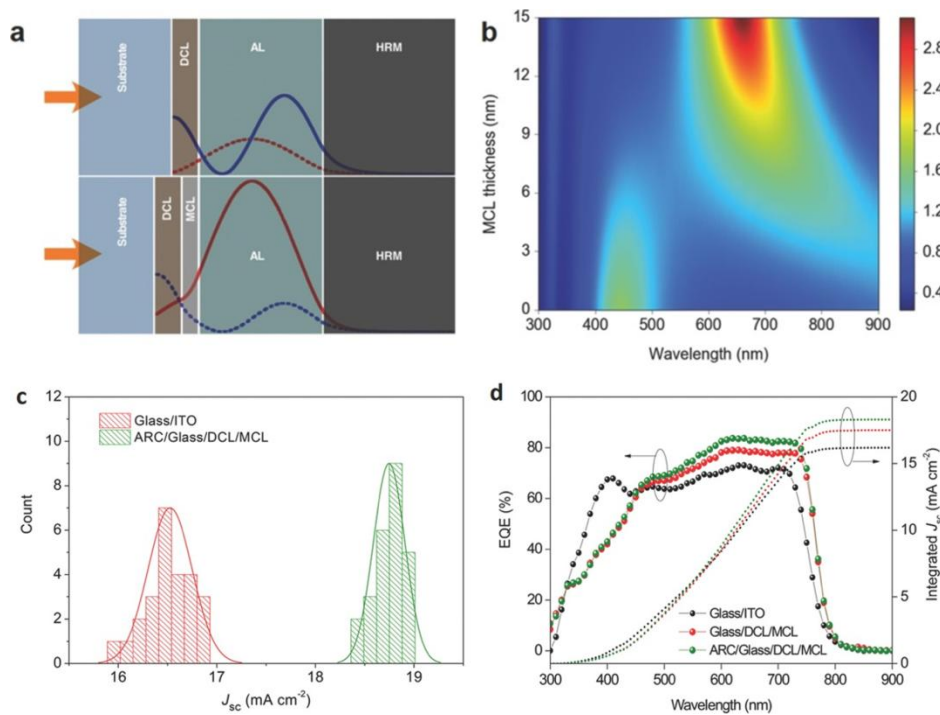 a
Substrate
DCL
AL
HRM
Substrate
DCL
MCL
AL
HRM
b
15
12
9
6
3
0
MCL thickness (nm)
300 400 500 600 700 800 900
Wavelength (nm)
2.8
2.4
2.0
1.6
1.2
0.8
0.4
c
12
10
8
6
4
2
0
Count
Glass/ITO
ARC/Glass/DCL/MCL
16 17 18 19
Jsc (mA cm-2)
d
100
80
60
40
20
0
EQE (%)
20
15
10
5
0
Integrated Jsc (mA cm-2)
Glass/ITO
Glass/DCL/MCL
ARC/Glass/DCL/MCL
300 400 500 600 700 800 900
Wavelength (nm)